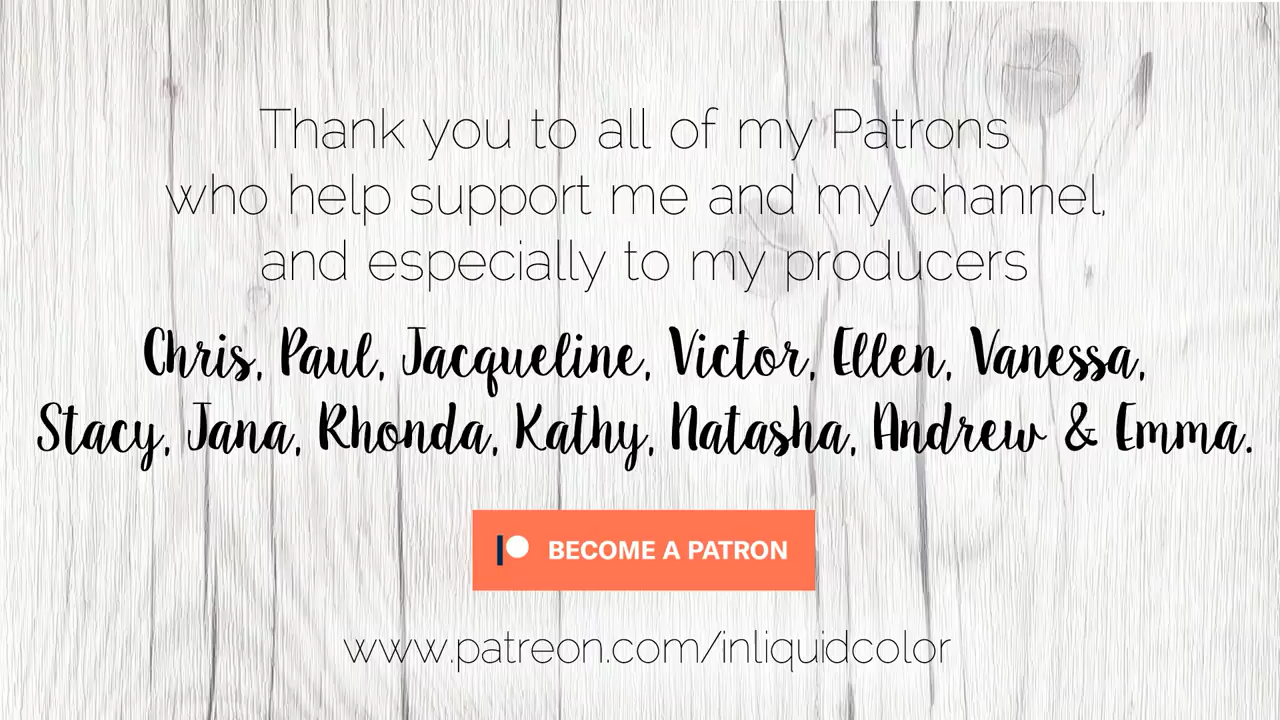 Thank you to all of my Patrons
who help support me and my channel,
and especially to my producers
Chris, Paul, Jacqueline, Victor, Ellen, Vanessa,
Stacy, Jana, Rhonda, Kathy, Natasha, Andrew & Emma.
BECOME A PATRON
www.patreon.com/inliquidcolor